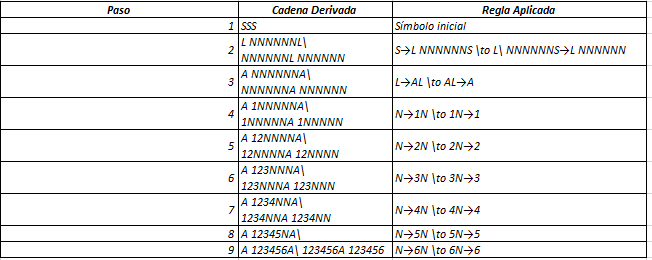 Paso Cadena Derivada Regla Aplicada
1 SSS Símbolo inicial
2 L NNNNNNL\ NNNNNNL NNNNNN S→L NNNNNNS \to L\ NNNNNNS→L NNNNNN
3 A NNNNNNA\ NNNNNNA NNNNNN L→AL \to AL→A
4 A 1NNNNNA\ 1NNNNNA 1NNNNN N→1N \to 1N→1
5 A 12NNNNA\ 12NNNNA 12NNNN N→2N \to 2N→2
6 A 123NNNA\ 123NNNA 123NNN N→3N \to 3N→3
7 A 1234NNA\ 1234NNA 1234NN N→4N \to 4N→4
8 A 12345NA\ N→5N \to 5N→5
9 A 123456A\ 123456A 123456 N→6N \to 6N→6